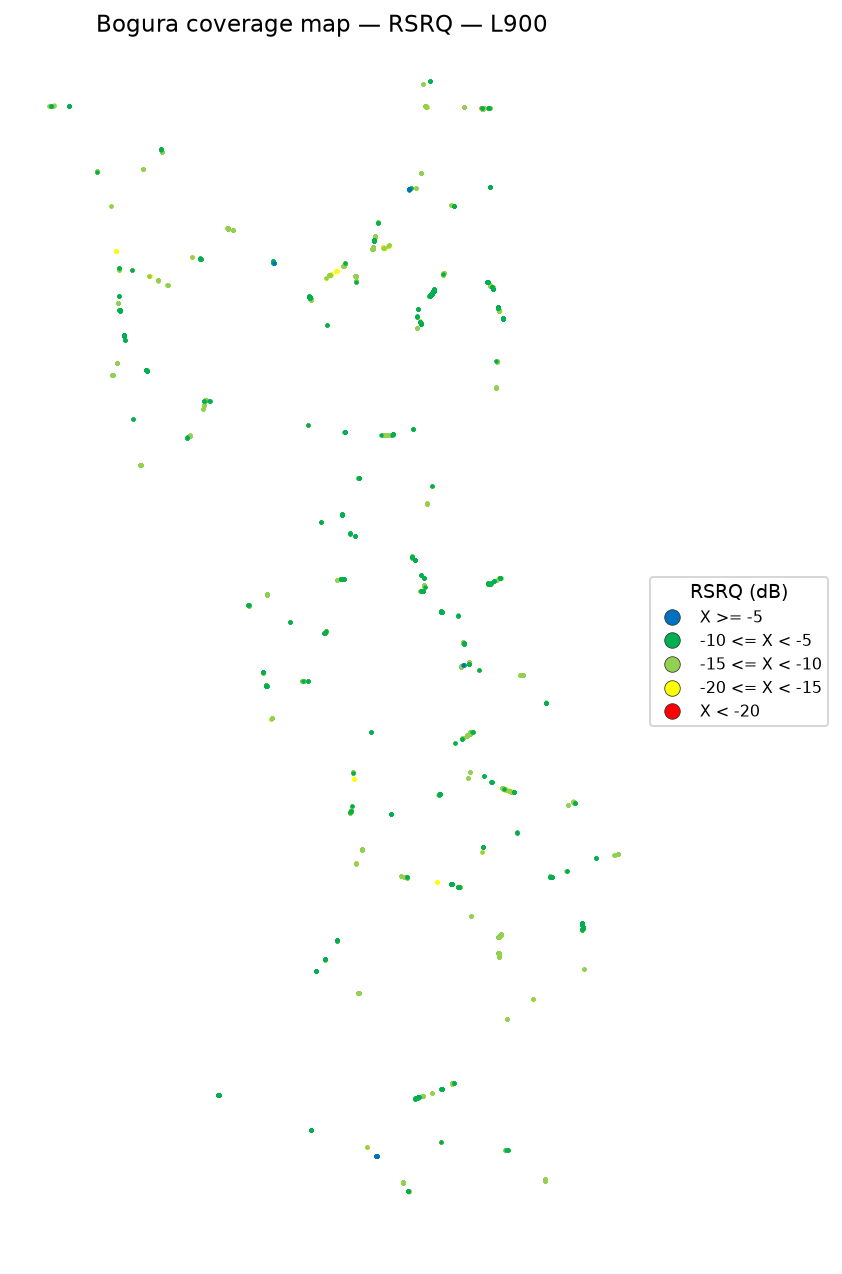 Bogura coverage map — RSRQ — L900
RSRQ (dB)
X >= -5
-10 <= X < -5
-15 <= X < -10
-20 <= X < -15
X < -20